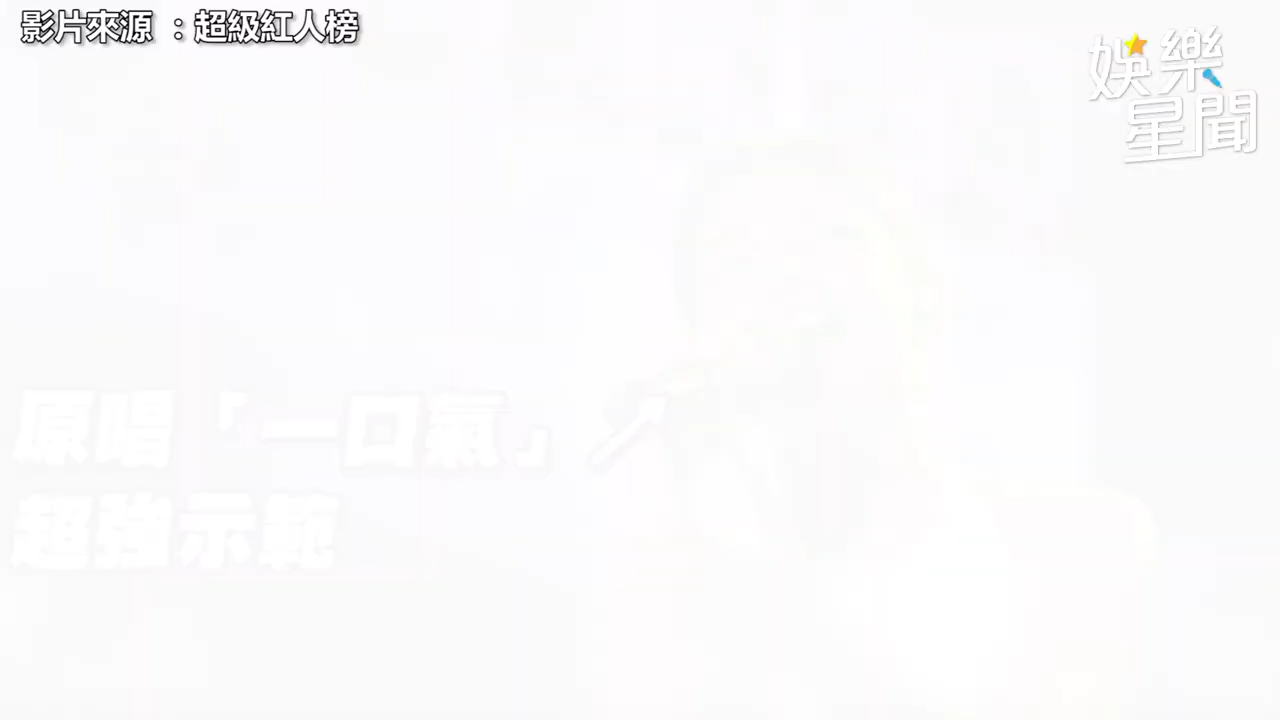 影片來源 ：超級紅人榜
娛樂
星聞
原唱「一口氣」
超強示範